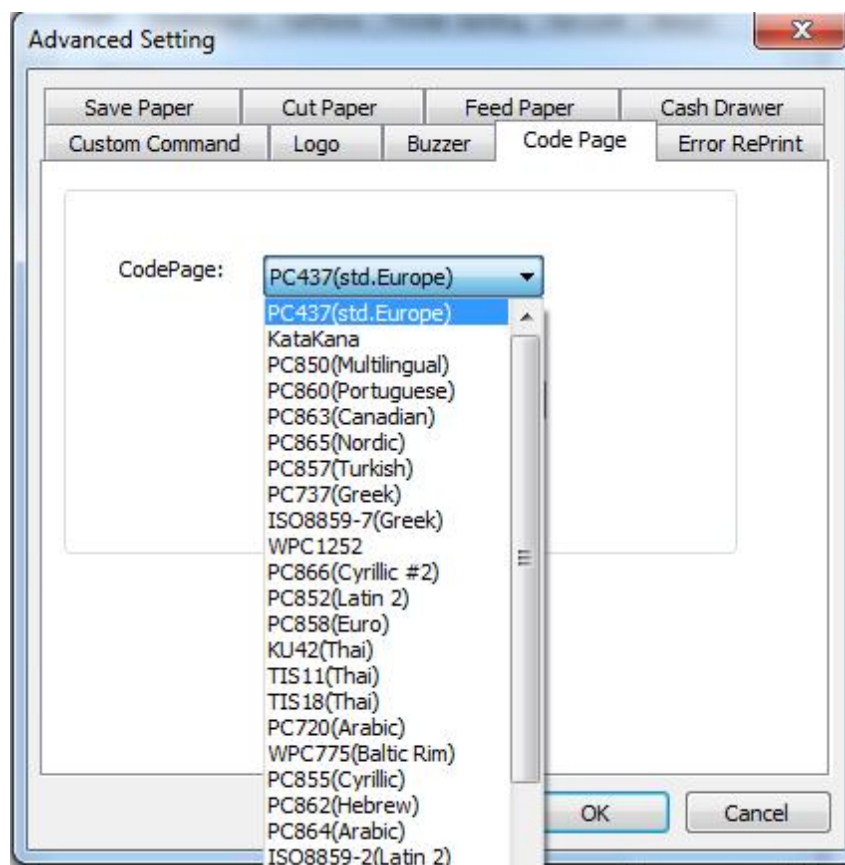 Advanced Setting
Save Paper
Cut Paper
Feed Paper
Cash Drawer
Custom Command
Logo
Buzzer
Code Page
Error RePrint
CodePage:
PC437(std.Europe)
PC437(std.Europe)
KataKana
PC850(Multilingual)
PC860(Portuguese)
PC863(Canadian)
PC865(Nordic)
PC857(Turkish)
PC737(Greek)
ISO8859-7(Greek)
WPC1252
PC866(Cyrillic #2)
PC852(Latin 2)
PC858(Euro)
KU42(Thai)
TIS11(Thai)
TIS18(Thai)
PC720(Arabic)
WPC775(Baltic Rim)
PC855(Cyrillic)
PC862(Hebrew)
PC864(Arabic)
ISO8859-2(Latin 2)
OK
Cancel